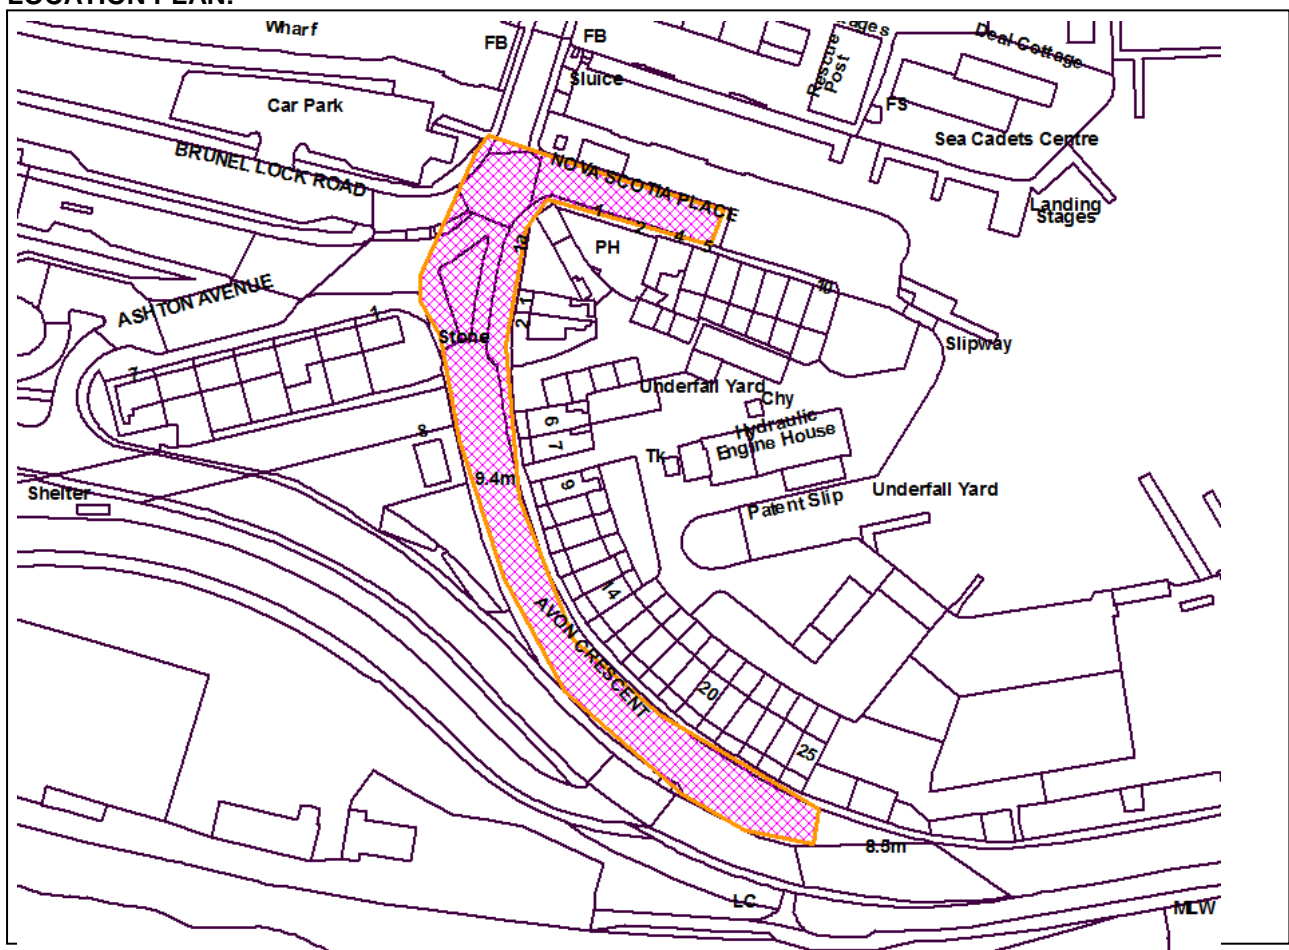 LOCATION PLAN:
Wharf
FB
FB
Sluice
Rescue
Post
Deal Cottage
Car Park
FS
Sea Cadets Centre
BRUNEL LOCK ROAD
NOVA SCOTIA PLACE
Landing
Stages
1
2
4
5
PH
1a
10
ASHTON AVENUE
1
2
1
Stone
Slipway
7
Underfall Yard
Chy
Hydraulic
Engine House
8
6
7
Tk
9.4m
9
Shelter
Underfall Yard
Patent Slip
14
AVON CRESCENT
20
25
8.5m
LC
MLW